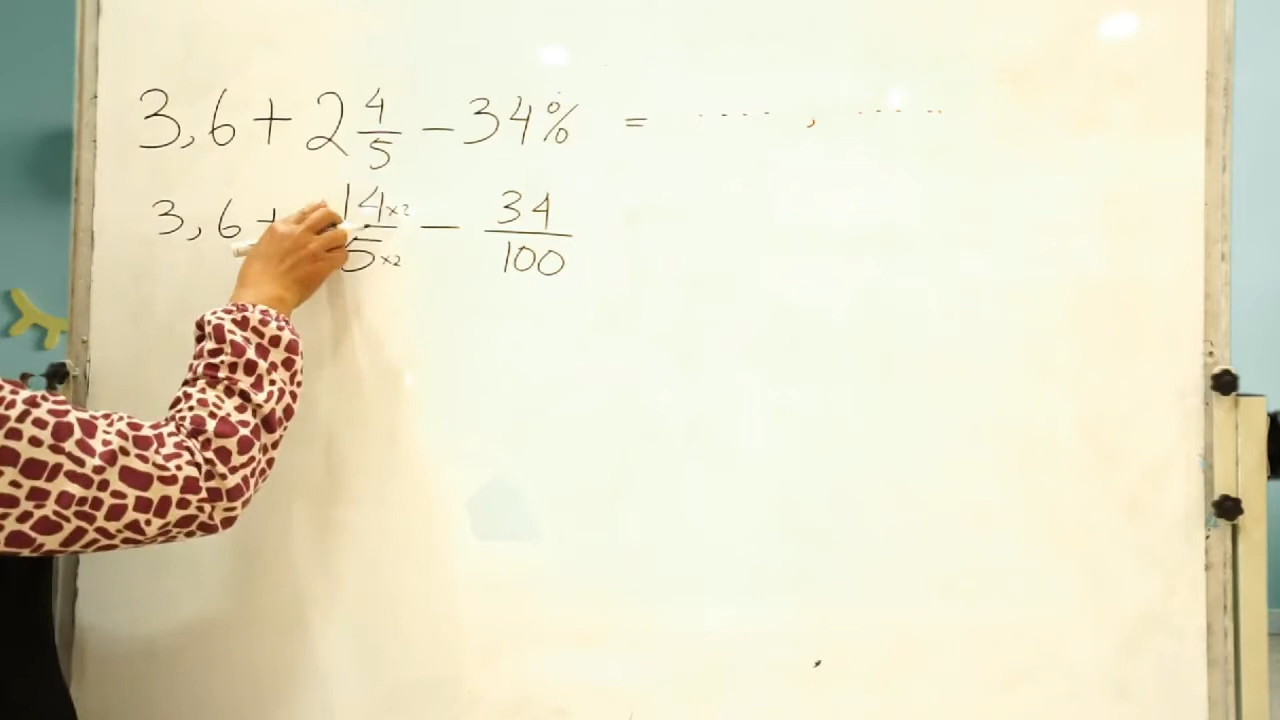 3,6 + 2 4/5 - 34% = ..... , .....
3,6 + 14×2/5×2 - 34/100